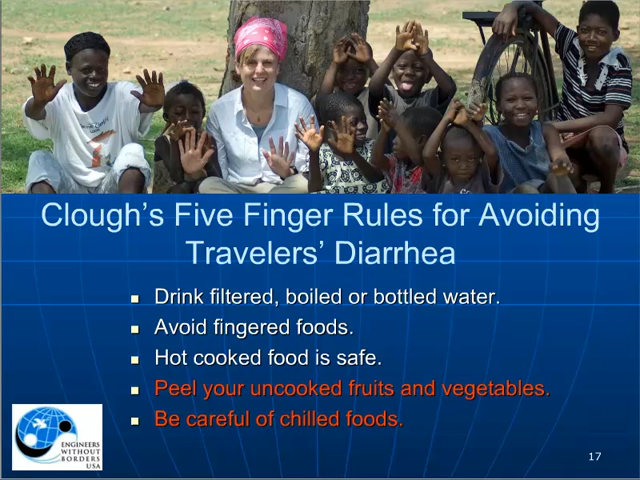 Clough's Five Finger Rules for Avoiding
Travelers' Diarrhea
Drink filtered, boiled or bottled water.
Avoid fingered foods.
Hot cooked food is safe.
Peel your uncooked fruits and vegetables.
Be careful of chilled foods.
ENGINEERS
WITHOUT
BORDERS
USA
17